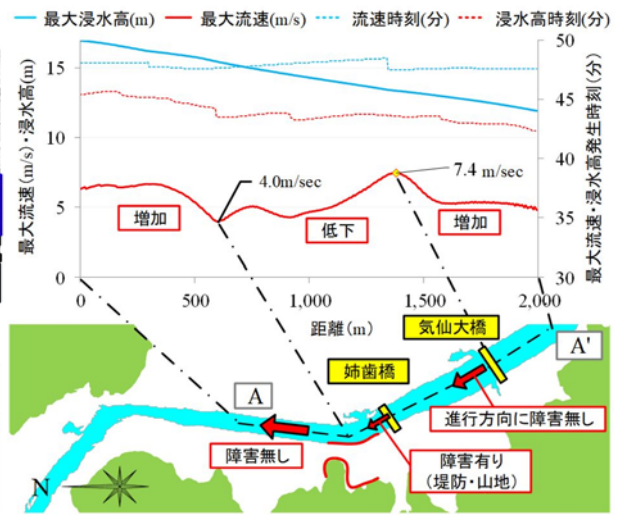 最大浸水高(m) 最大流速(m/s) 流速時刻(分) 浸水高時刻(分)
最大流速(m/s)・浸水高(m)
15
10
5
0
50
45
40
35
30
最大流速・浸水高発生時刻(分)
4.0m/sec
7.4 m/sec
増加
低下
増加
0 500 1,000 1,500 2,000
距離(m)
気仙大橋
姉歯橋
A'
A
進行方向に障害無し
障害無し
障害有り
(堤防・山地)
N